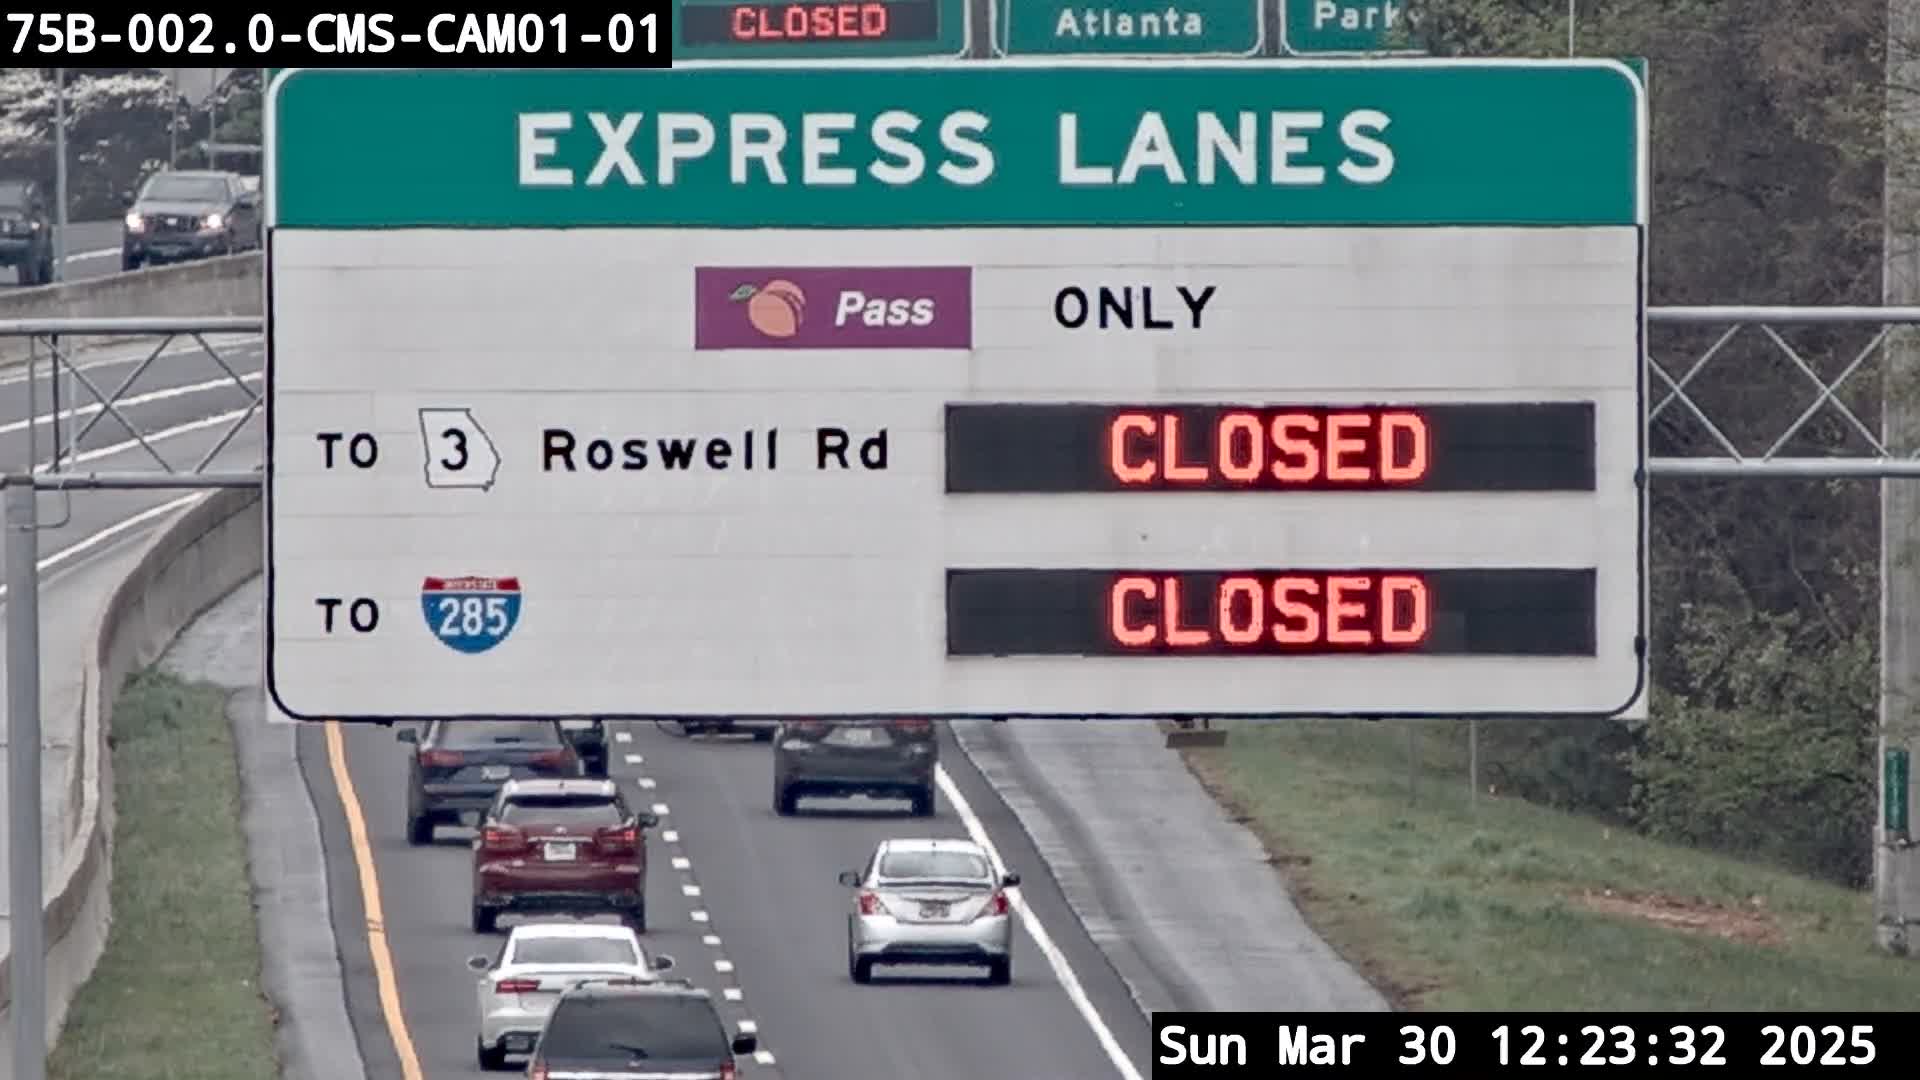 75B-002.0-CMS-CAM01-01
CLOSED
Atlanta
EXPRESS LANES
Pass ONLY
TO 3 Roswell Rd CLOSED
TO INTERSTATE 285 CLOSED
Sun Mar 30 12:23:32 2025